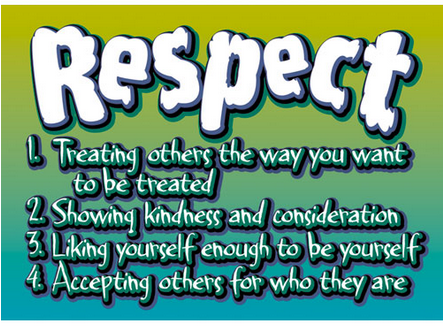 Respect
1. Treating others the way you want
to be treated
2. Showing kindness and consideration
3. Liking yourself enough to be yourself
4. Accepting others for who they are